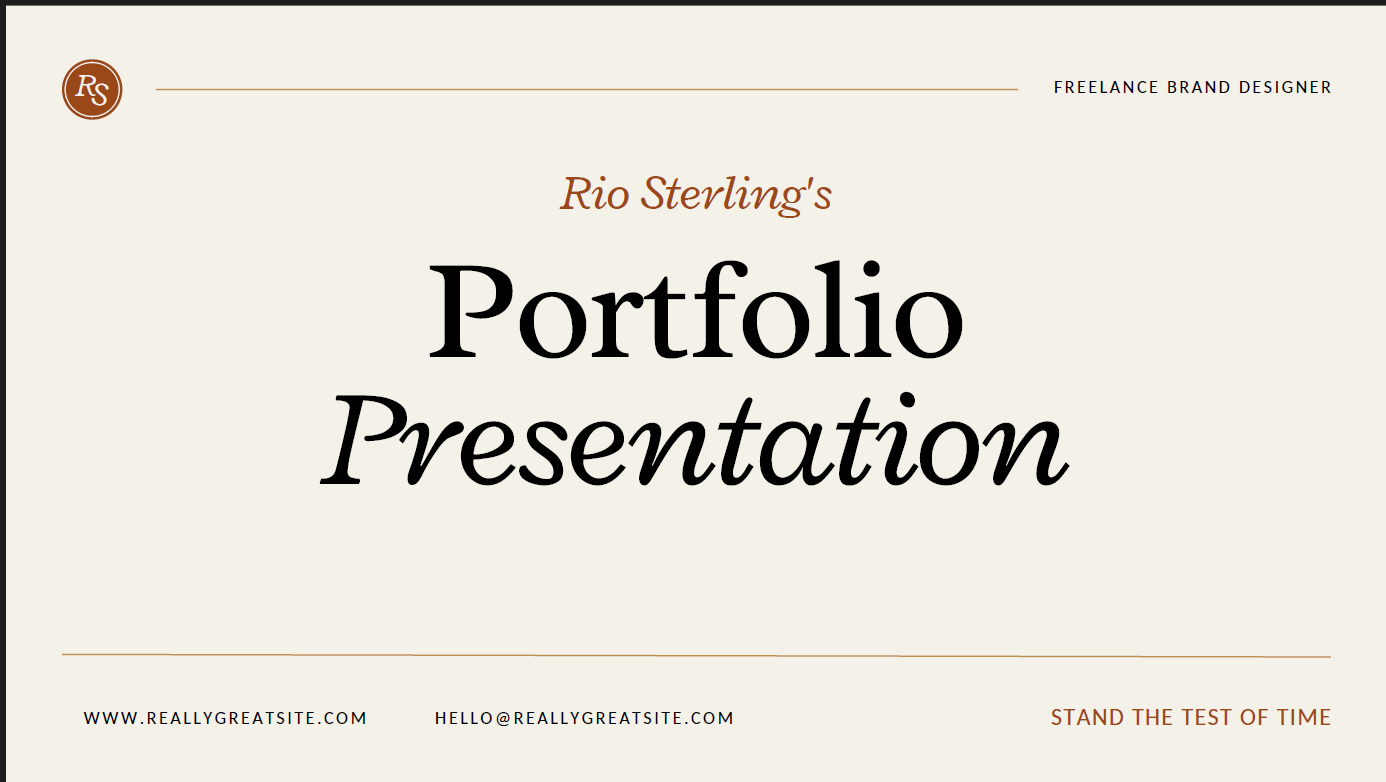 RS
FREELANCE BRAND DESIGNER
Rio Sterling's
Portfolio
Presentation
WWW.REALLYGREATSITE.COM
HELLO@REALLYGREATSITE.COM
STAND THE TEST OF TIME